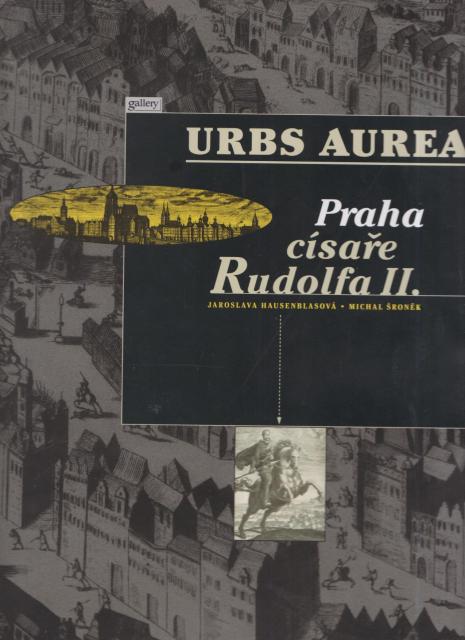 gallery
URBS AUREA
Praha
císaře
Rudolfa II.
JAROSLAVA HAUSENBLASOVÁ • MICHAL ŠRONĚK